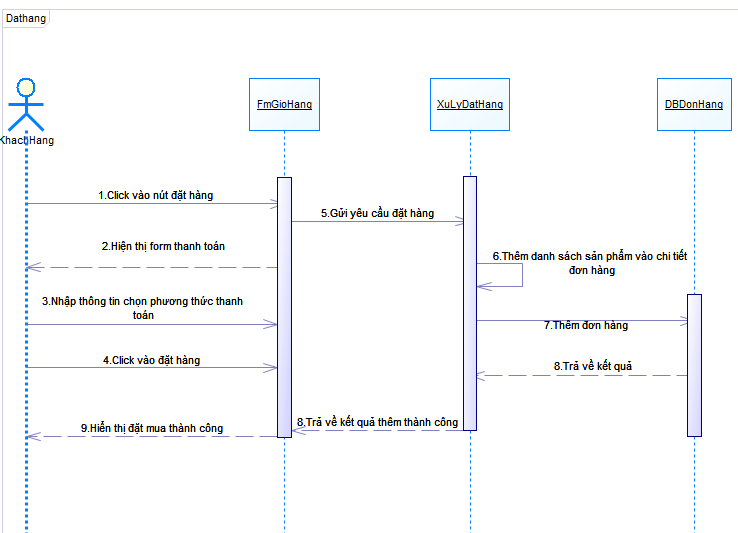 Dathang
KhachHang
FmGioHang
XuLyDatHang
DBDonHang
1.Click vào nút đặt hàng
5.Gửi yêu cầu đặt hàng
2.Hiện thị form thanh toán
6.Thêm danh sách sản phẩm vào chi tiết
đơn hàng
3.Nhập thông tin chọn phương thức thanh
toán
7.Thêm đơn hàng
4.Click vào đặt hàng
8.Trả về kết quả
8.Trả về kết quả thêm thành công
9.Hiển thị đặt mua thành công